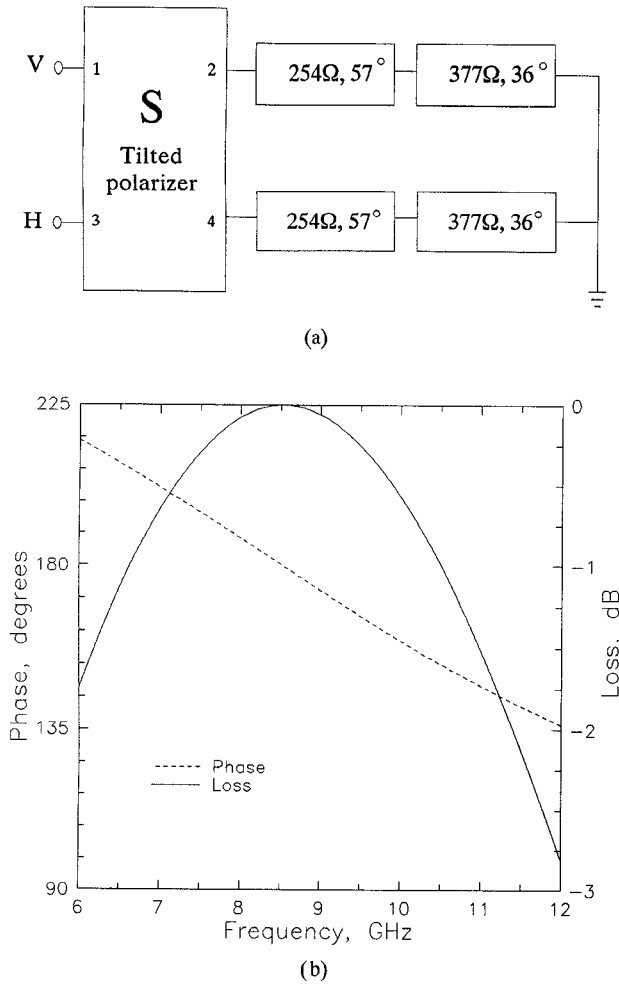 V
1
2
254Ω, 57°
377Ω, 36°
S
Tilted
polarizer
H
3
4
254Ω, 57°
377Ω, 36°
(a)
225
180
135
90
Phase, degrees
0
−1
−2
−3
Loss. dB
Phase
Loss
6
7
8
9
10
11
12
Frequency, GHz
(b)